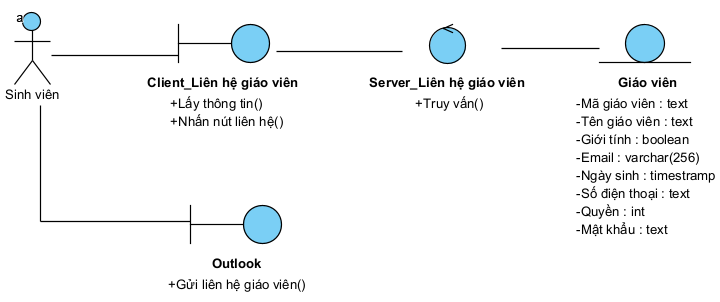 a
Sinh viên
Client_Liên hệ giáo viên
+Lấy thông tin()
+Nhấn nút liên hệ()
Server_Liên hệ giáo viên
+Truy vấn()
Giáo viên
-Mã giáo viên : text
-Tên giáo viên : text
-Giới tính : boolean
-Email : varchar(256)
-Ngày sinh : timestramp
-Số điện thoại : text
-Quyền : int
-Mật khẩu : text
Outlook
+Gửi liên hệ giáo viên()